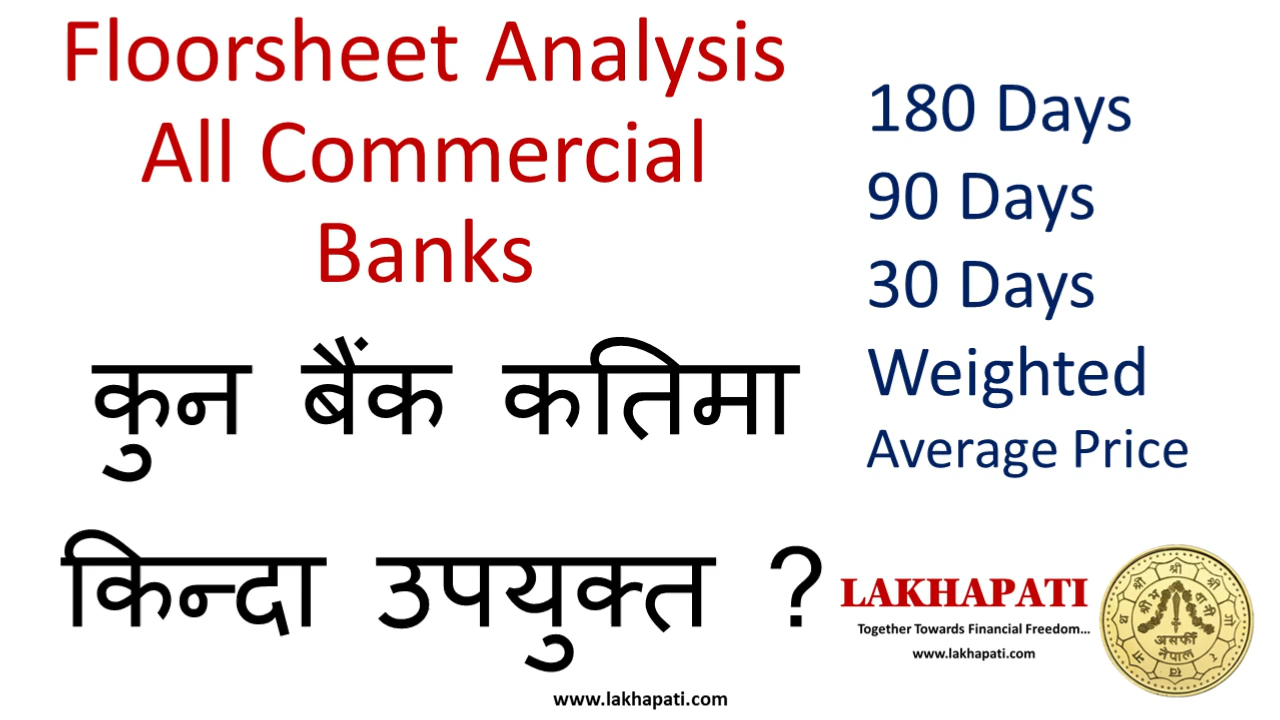 Floorsheet Analysis
All Commercial
Banks
कुन बैंक कतिमा
किन्दा उपयुक्त ?
180 Days
90 Days
30 Days
Weighted
Average Price
LAKHAPATI
Together Towards Financial Freedom...
www.lakhapati.com
असर्फी
नेपाल
www.lakhapati.com